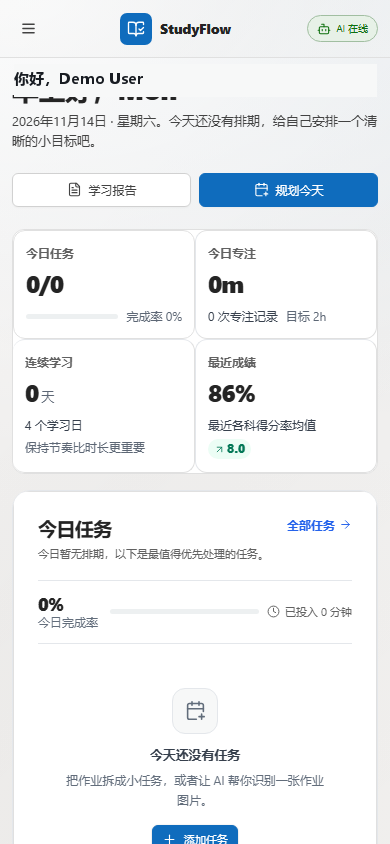 StudyFlow
AI 在线
你好，Demo User
2026年11月14日 · 星期六。今天还没有排期，给自己安排一个清
晰的小目标吧。
学习报告
规划今天
今日任务
0/0
完成率 0%
今日专注
0m
0 次专注记录 目标 2h
连续学习
0 天
4 个学习日
保持节奏比时长更重要
最近成绩
86%
最近各科得分率均值
8.0
今日任务
全部任务
今日暂无排期，以下是最值得优先处理的任务。
0%
今日完成率
已投入 0 分钟
今天还没有任务
把作业拆成小任务，或者让 AI 帮你识别一张作业
图片。
添加任务